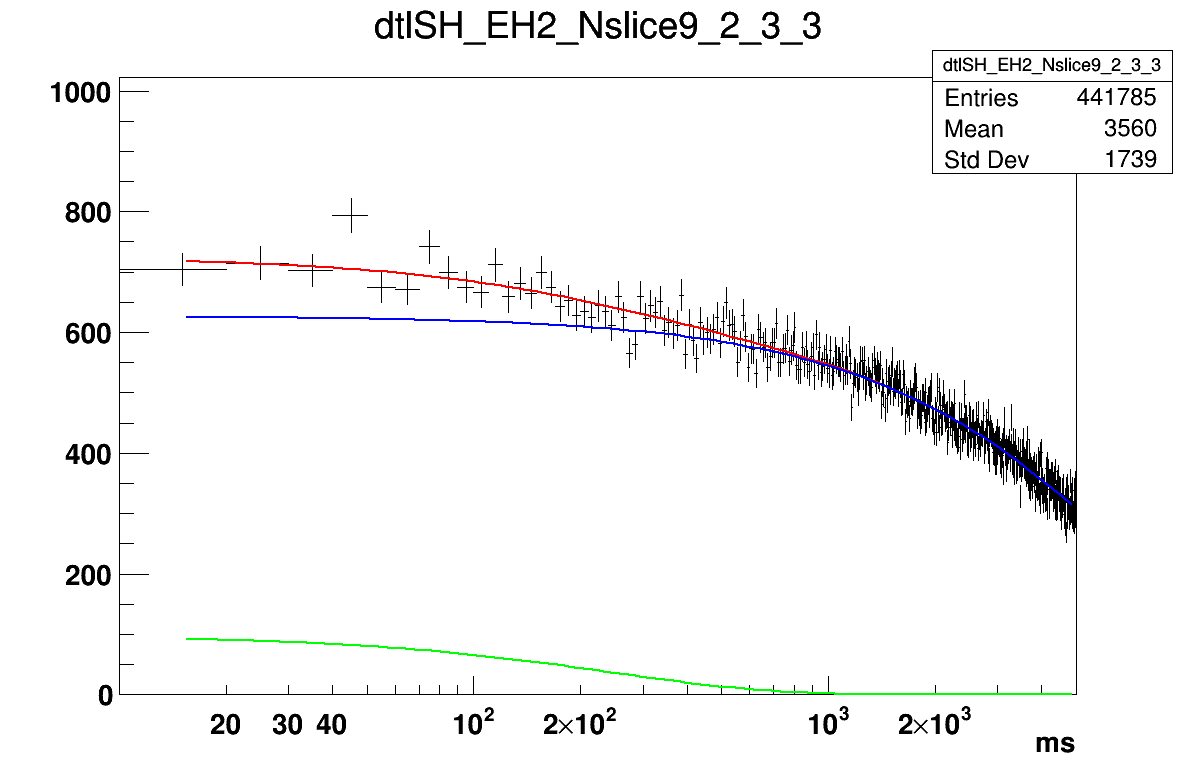 dtlSH_EH2_Nslice9_2_3_3
dtlSH_EH2_Nslice9_2_3_3
Entries 441785
Mean 3560
Std Dev 1739
1000
800
600
400
200
0
20 30 40 10² 2×10² 10³ 2×10³
ms